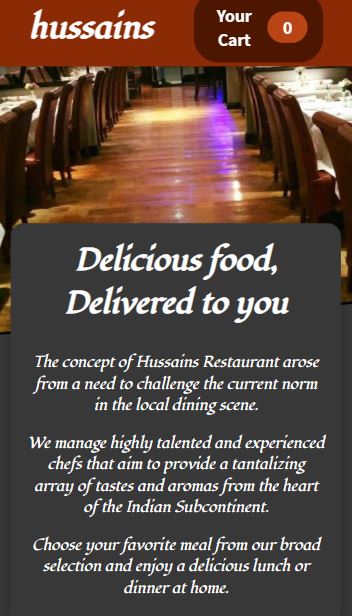 hussains
Your
Cart
0
Delicious food,
Delivered to you
The concept of Hussains Restaurant arose
from a need to challenge the current norm
in the local dining scene.
We manage highly talented and experienced
chefs that aim to provide a tantalizing
array of tastes and aromas from the heart
of the Indian Subcontinent.
Choose your favorite meal from our broad
selection and enjoy a delicious lunch or
dinner at home.